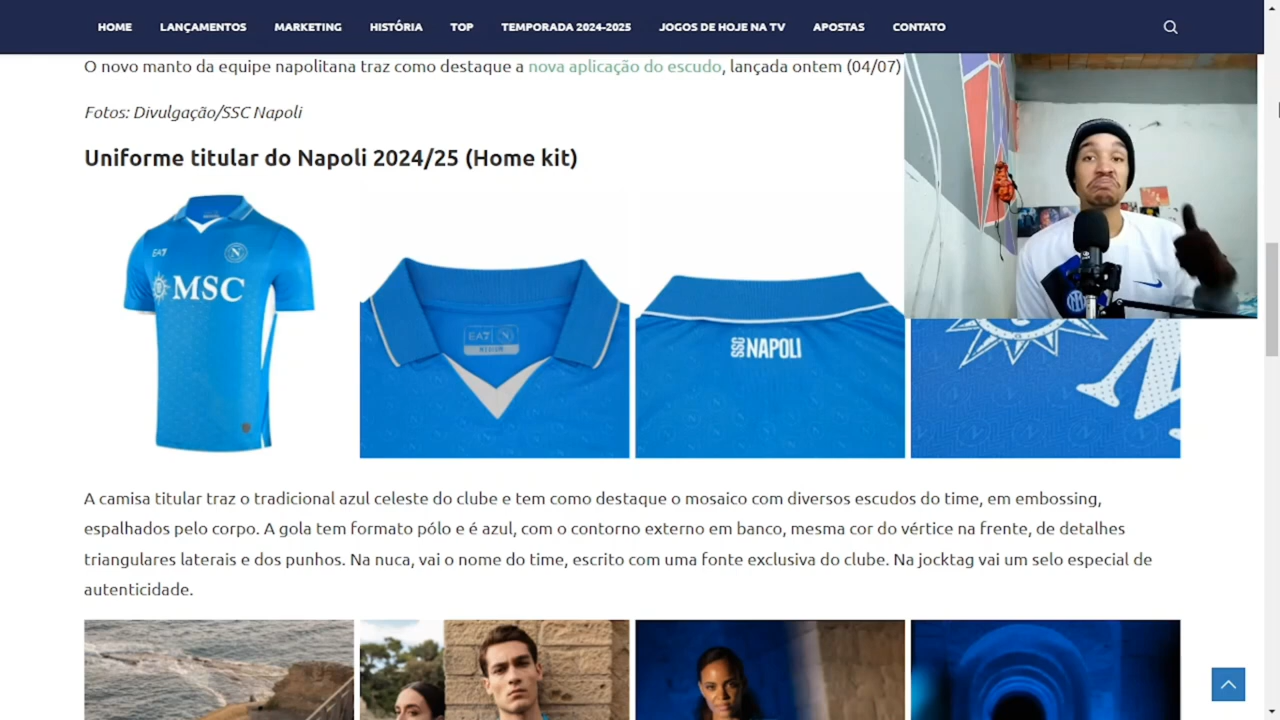 HOME LANÇAMENTOS MARKETING HISTÓRIA TOP TEMPORADA 2024-2025 JOGOS DE HOJE NA TV APOSTAS CONTATO
O novo manto da equipe napolitana traz como destaque a nova aplicação do escudo, lançada ontem (04/07)
Fotos: Divulgação/SSC Napoli
Uniforme titular do Napoli 2024/25 (Home kit)
EA7
N
MSC
EA7 N
MEDIUM
SSC NAPOLI
A camisa titular traz o tradicional azul celeste do clube e tem como destaque o mosaico com diversos escudos do time, em embossing,
espalhados pelo corpo. A gola tem formato pólo e é azul, com o contorno externo em banco, mesma cor do vértice na frente, de detalhes
triangulares laterais e dos punhos. Na nuca, vai o nome do time, escrito com uma fonte exclusiva do clube. Na jocktag vai um selo especial de
autenticidade.